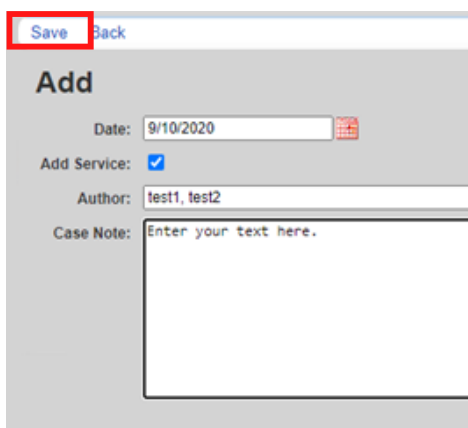 Save Back
Add
Date: 9/10/2020
Add Service:
Author: test1, test2
Case Note: Enter your text here.